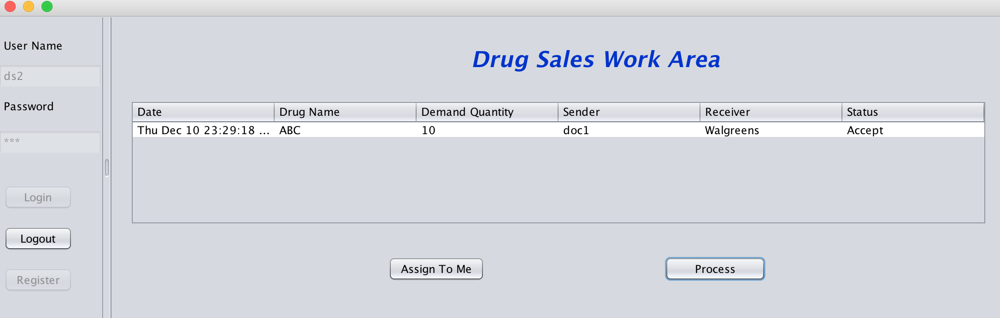 User Name
ds2
Password
***
Login
Logout
Register
Drug Sales Work Area
Date Drug Name Demand Quantity Sender Receiver Status
Thu Dec 10 23:29:18 ... ABC 10 doc1 Walgreens Accept
Assign To Me Process